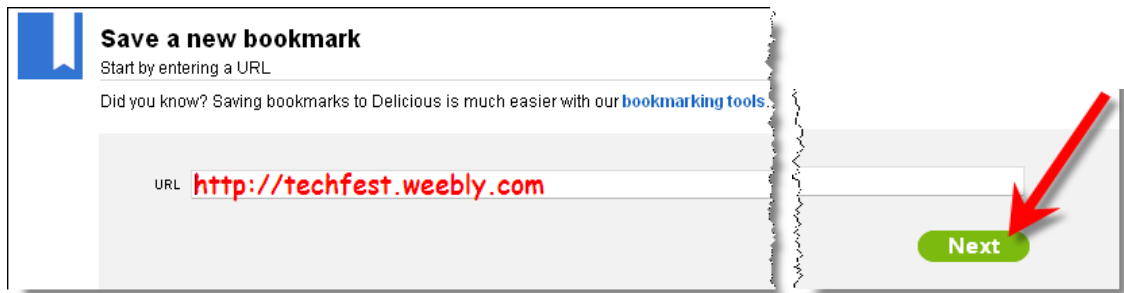 Save a new bookmark
Start by entering a URL
Did you know? Saving bookmarks to Delicious is much easier with our bookmarking tools.
URL http://techfest.weebly.com
Next